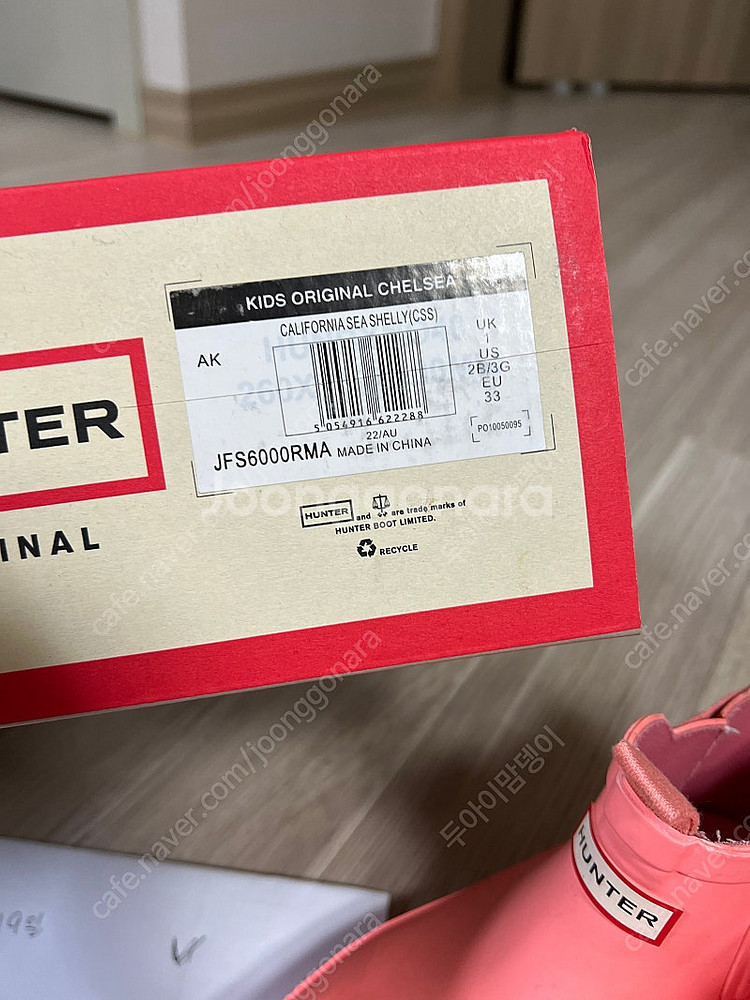 KIDS ORIGINAL CHELSEA
CALIFORNIA SEA SHELLY(CSS)
AK
UK
1
US
2B/3G
EU
33
5 054916 622288
22/AU
JFS6000RMA MADE IN CHINA
PO10050095
TER
INAL
HUNTER and are trade marks of
HUNTER BOOT LIMITED.
RECYCLE
Joonggonara
HUNTER
cafe.naver.com/joonggonara
두아이맘뎅이